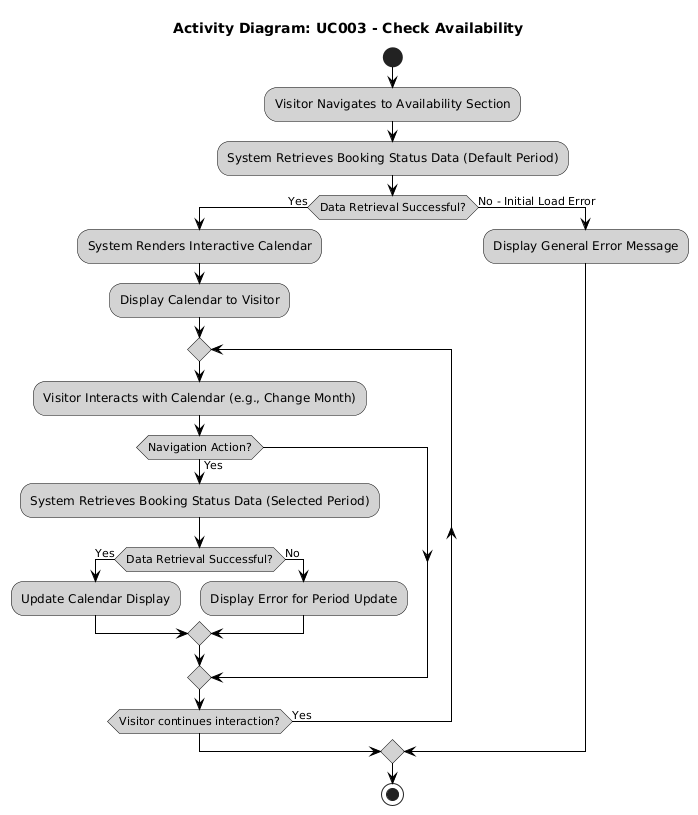 Activity Diagram: UC003 - Check Availability
Visitor Navigates to Availability Section
System Retrieves Booking Status Data (Default Period)
Yes
Data Retrieval Successful?
No - Initial Load Error
System Renders Interactive Calendar
Display General Error Message
Display Calendar to Visitor
Visitor Interacts with Calendar (e.g., Change Month)
Navigation Action?
Yes
System Retrieves Booking Status Data (Selected Period)
Yes
Data Retrieval Successful?
No
Update Calendar Display
Display Error for Period Update
Visitor continues interaction?
Yes